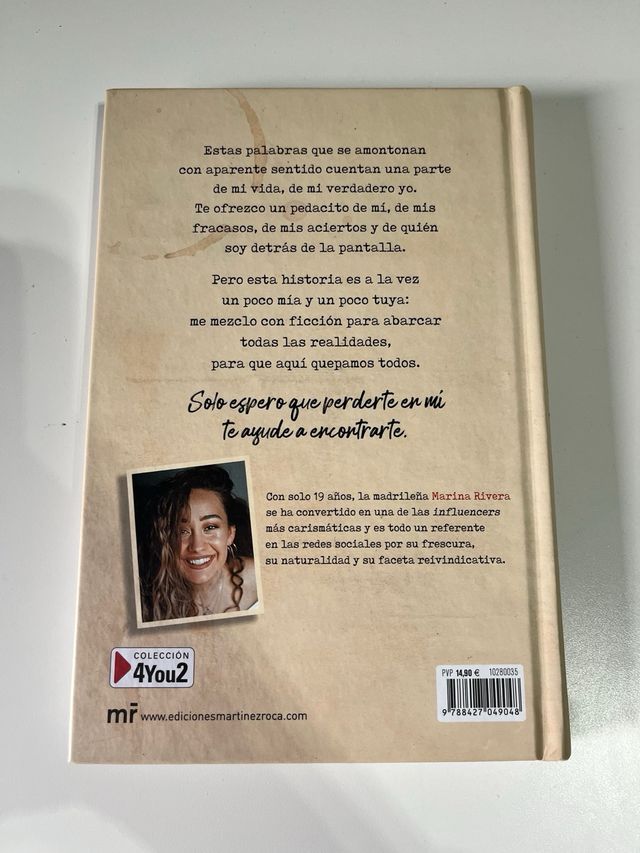 Estas palabras que se amontonan
con aparente sentido cuentan una parte
de mi vida, de mi verdadero yo.
Te ofrezco un pedacito de mí, de mis
fracasos, de mis aciertos y de quién
soy detrás de la pantalla.
Pero esta historia es a la vez
un poco mía y un poco tuya:
me mezclo con ficción para abarcar
todas las realidades,
para que aquí quepamos todos.
Solo espero que perderte en mí
te ayude a encontrarte.
Con solo 19 años, la madrileña Marina Rivera
se ha convertido en una de las influencers
más carismáticas y es todo un referente
en las redes sociales por su frescura,
su naturalidad y su faceta reivindicativa.
COLECCIÓN
4You2
mr̄ www.edicionesmartinezroca.com
PVP 14,90 € 10280035
9 788427 049048